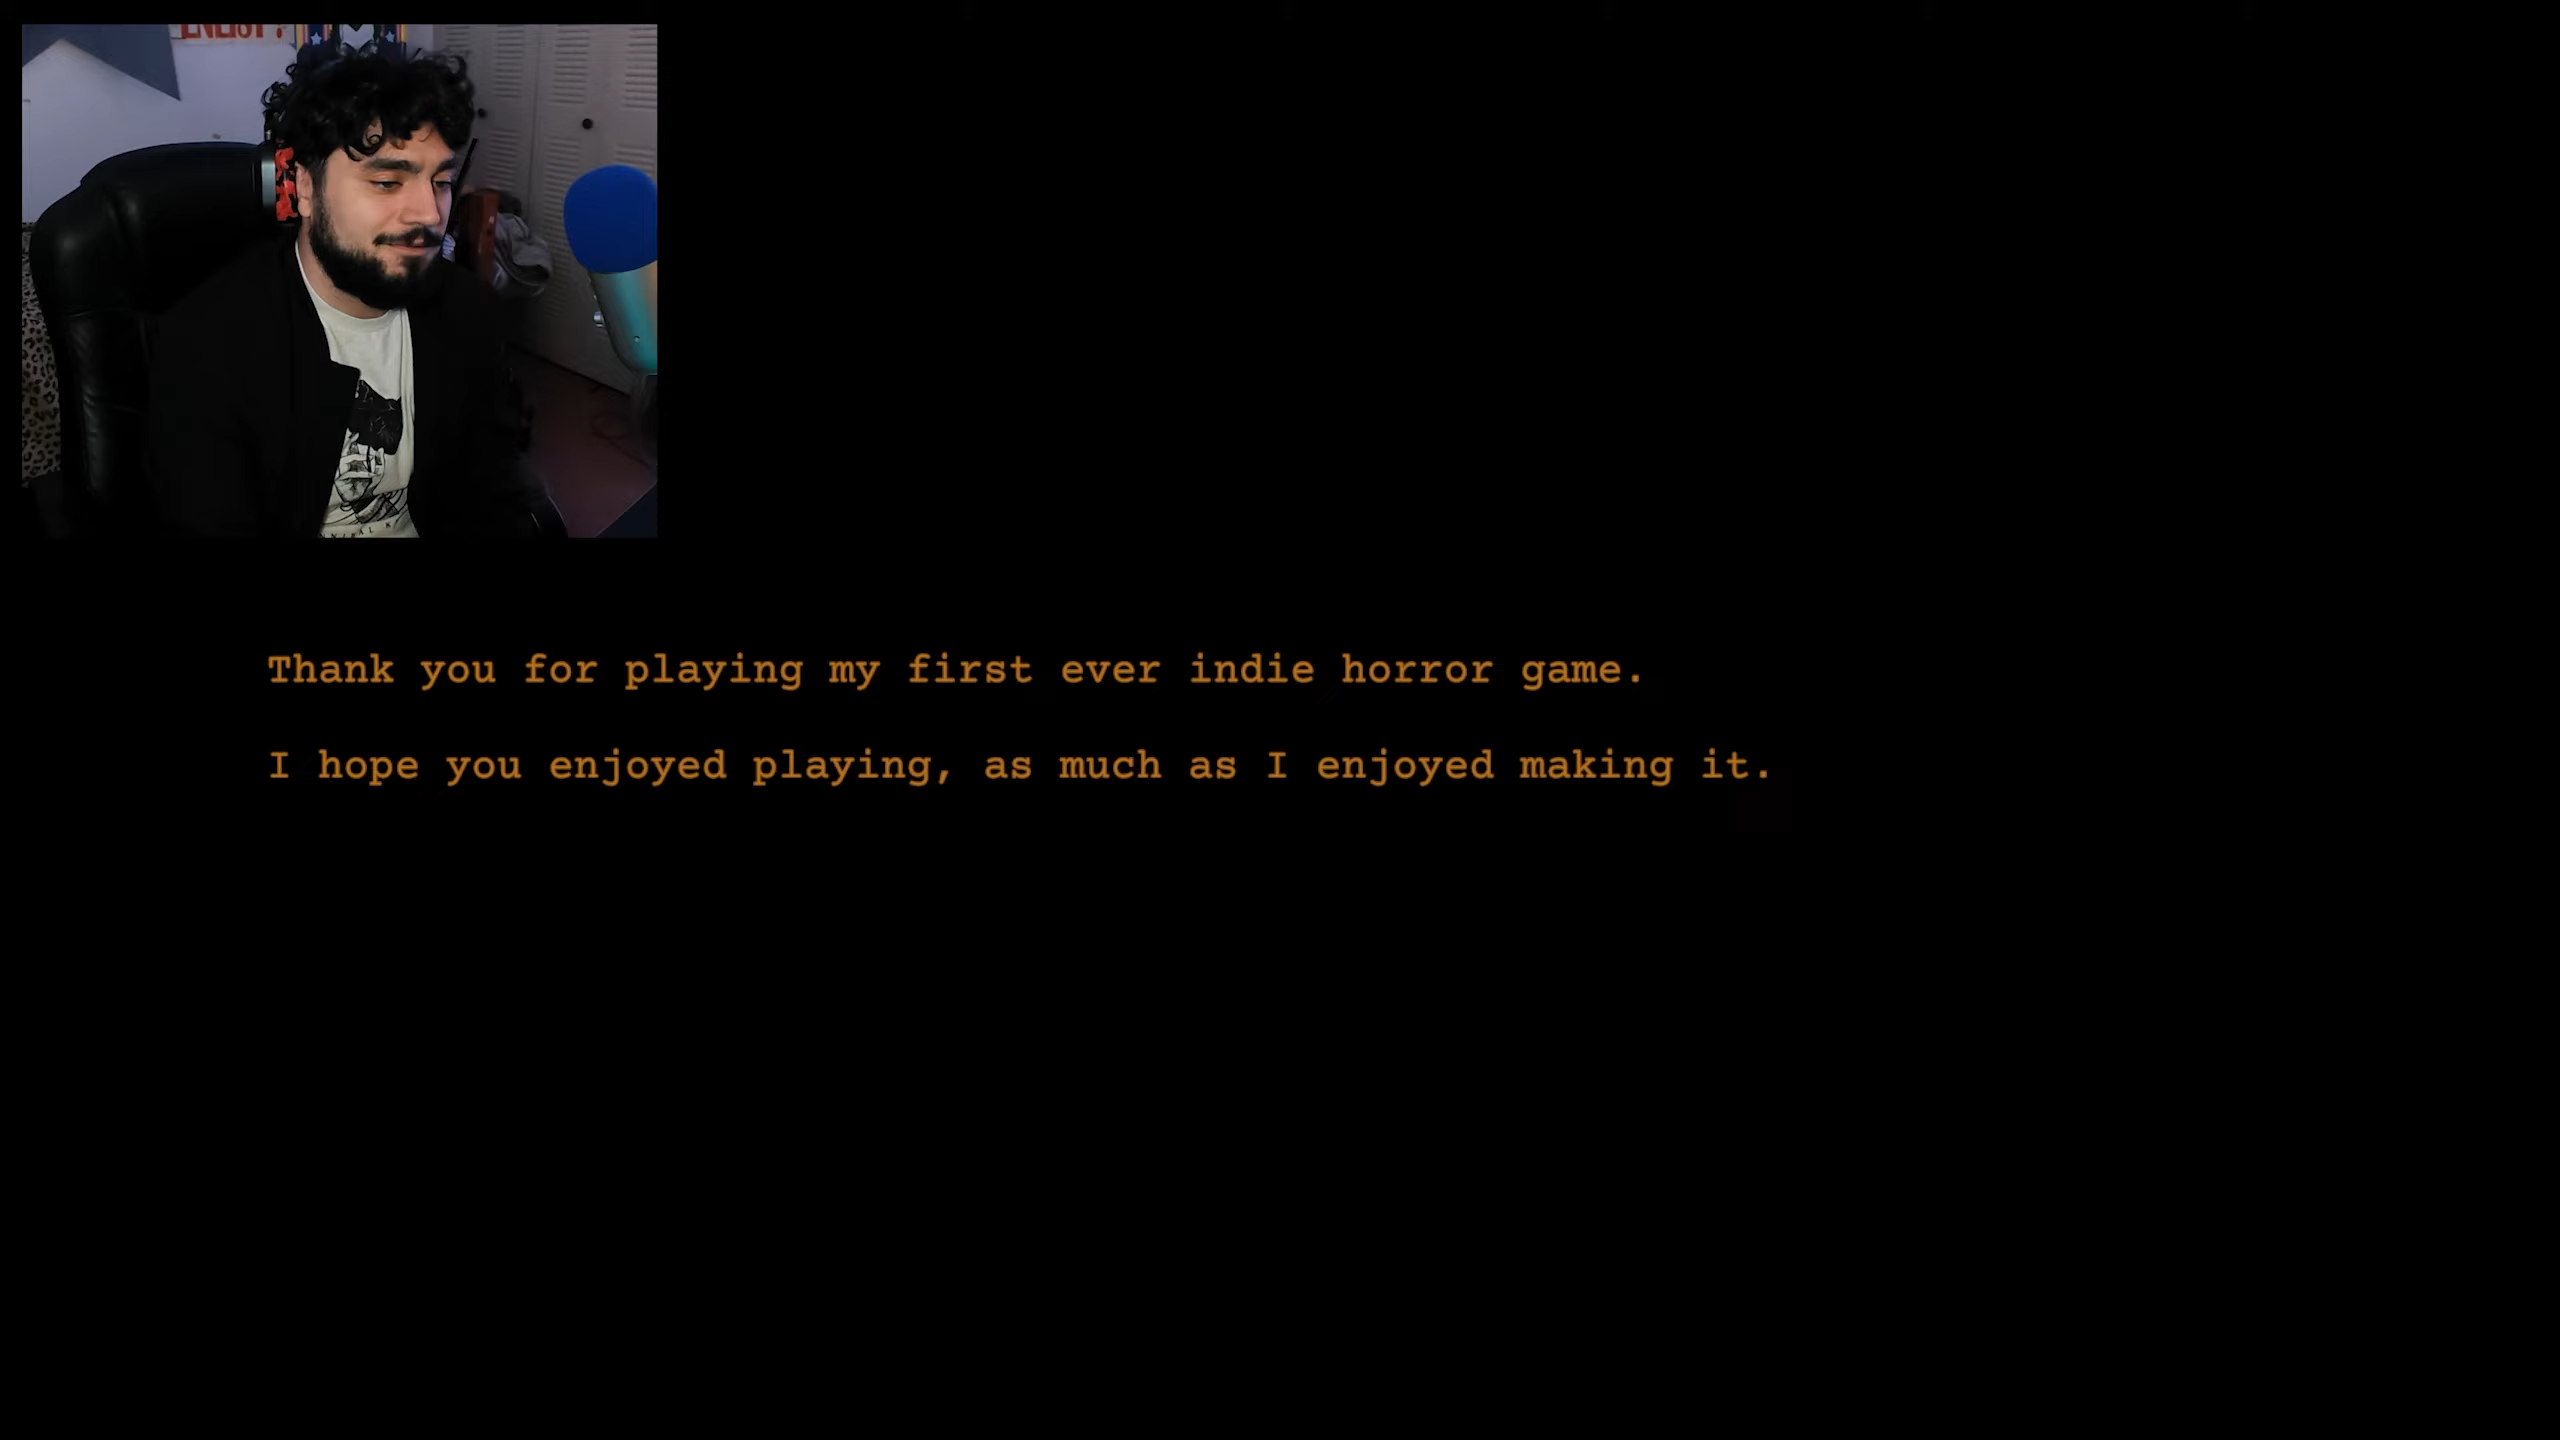 ENLIST
Thank you for playing my first ever indie horror game.
I hope you enjoyed playing, as much as I enjoyed making it.